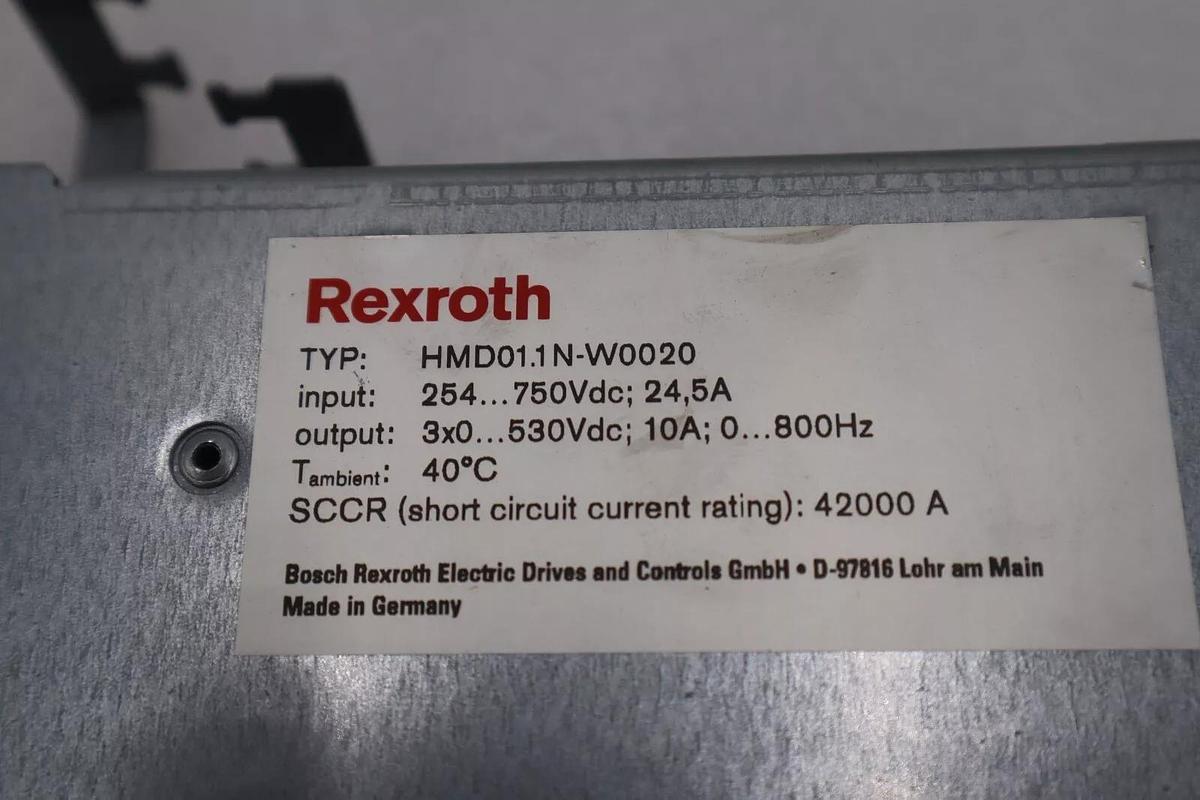 Rexroth
TYP: HMD01.1N-W0020
input: 254...750Vdc; 24,5A
output: 3x0...530Vdc; 10A; 0...800Hz
Tambient: 40°C
SCCR (short circuit current rating): 42000 A
Bosch Rexroth Electric Drives and Controls GmbH • D-97816 Lohr am Main
Made in Germany